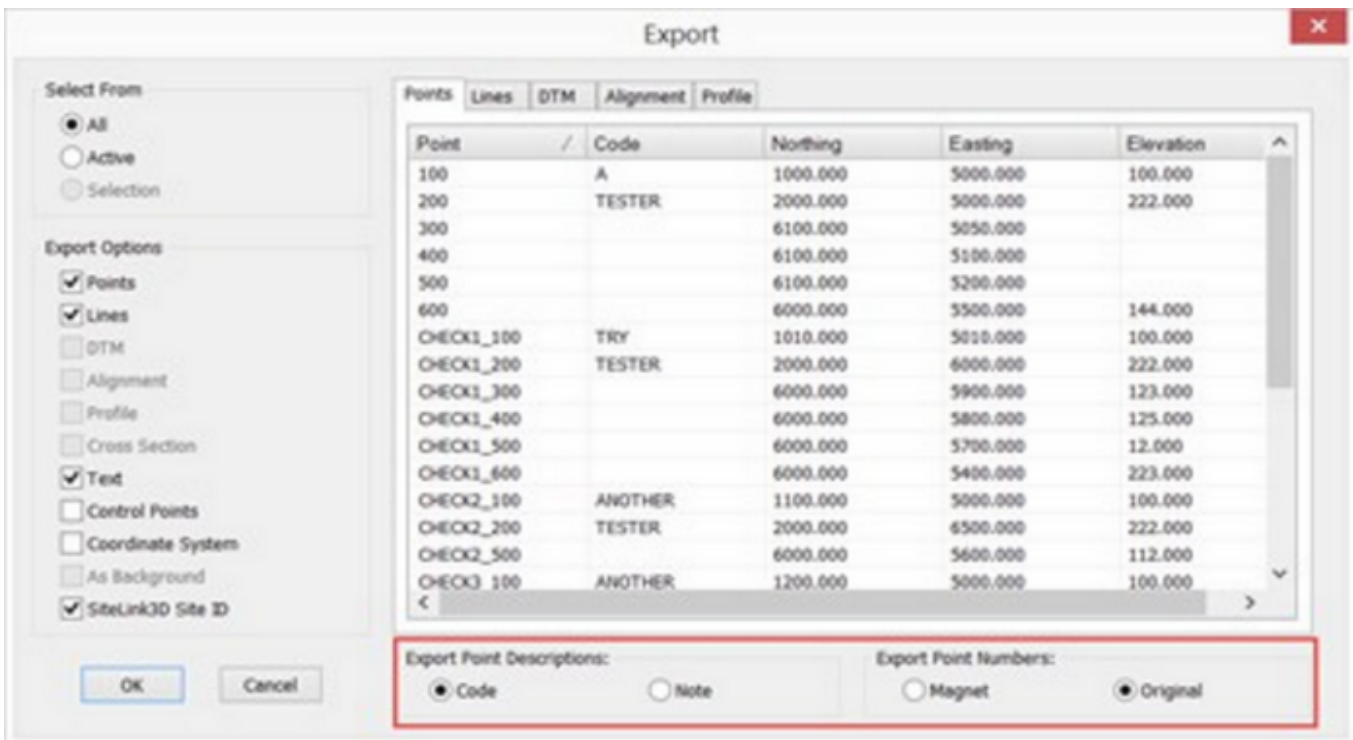 Export
Select From
All
Active
Selection
Export Options
Points
Lines
DTM
Alignment
Profile
Cross Section
Text
Control Points
Coordinate System
As Background
SiteLink3D Site ID
OK Cancel
Points Lines DTM Alignment Profile
Point Code Northing Easting Elevation
100 A 1000.000 5000.000 100.000
200 TESTER 2000.000 5000.000 222.000
300 6100.000 5050.000
400 6100.000 5100.000
500 6100.000 5200.000
600 6000.000 5500.000 144.000
CHECK1_100 TRY 1010.000 5010.000 100.000
CHECK1_200 TESTER 2000.000 6000.000 222.000
CHECK1_300 6000.000 5900.000 123.000
CHECK1_400 6000.000 5800.000 125.000
CHECK1_500 6000.000 5700.000 12.000
CHECK1_600 6000.000 5400.000 223.000
CHECK2_100 ANOTHER 1100.000 5000.000 100.000
CHECK2_200 TESTER 2000.000 6500.000 222.000
CHECK2_500 6000.000 5600.000 112.000
CHECK3_100 ANOTHER 1200.000 5000.000 100.000
Export Point Descriptions: Export Point Numbers:
Code Note Magnet Original